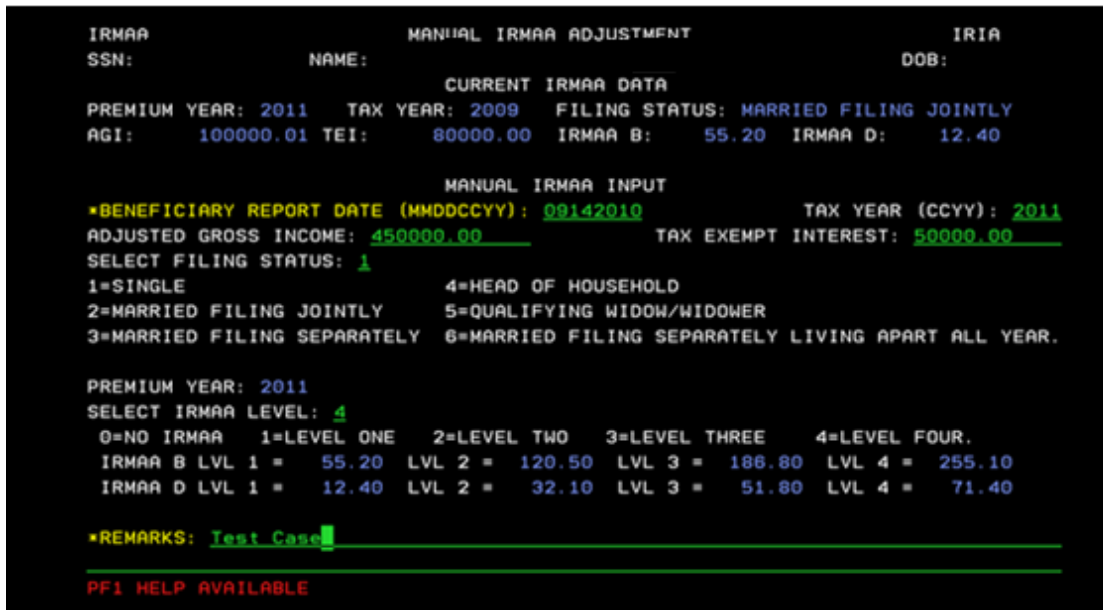 IRMAA MANUAL IRMAA ADJUSTMENT IRIA
SSN: NAME: DOB:
CURRENT IRMAA DATA
PREMIUM YEAR: 2011 TAX YEAR: 2009 FILING STATUS: MARRIED FILING JOINTLY
AGI: 100000.01 TEI: 80000.00 IRMAA B: 55.20 IRMAA D: 12.40
MANUAL IRMAA INPUT
*BENEFICIARY REPORT DATE (MMDDCCYY): 09142010 TAX YEAR (CCYY): 2011
ADJUSTED GROSS INCOME: 450000.00 TAX EXEMPT INTEREST: 50000.00
SELECT FILING STATUS: 1
1=SINGLE 4=HEAD OF HOUSEHOLD
2=MARRIED FILING JOINTLY 5=QUALIFYING WIDOW/WIDOWER
3=MARRIED FILING SEPARATELY 6=MARRIED FILING SEPARATELY LIVING APART ALL YEAR.
PREMIUM YEAR: 2011
SELECT IRMAA LEVEL: 4
0=NO IRMAA 1=LEVEL ONE 2=LEVEL TWO 3=LEVEL THREE 4=LEVEL FOUR.
IRMAA B LVL 1 = 55.20 LVL 2 = 120.50 LVL 3 = 186.80 LVL 4 = 255.10
IRMAA D LVL 1 = 12.40 LVL 2 = 32.10 LVL 3 = 51.80 LVL 4 = 71.40
*REMARKS: Test Case
PF1 HELP AVAILABLE